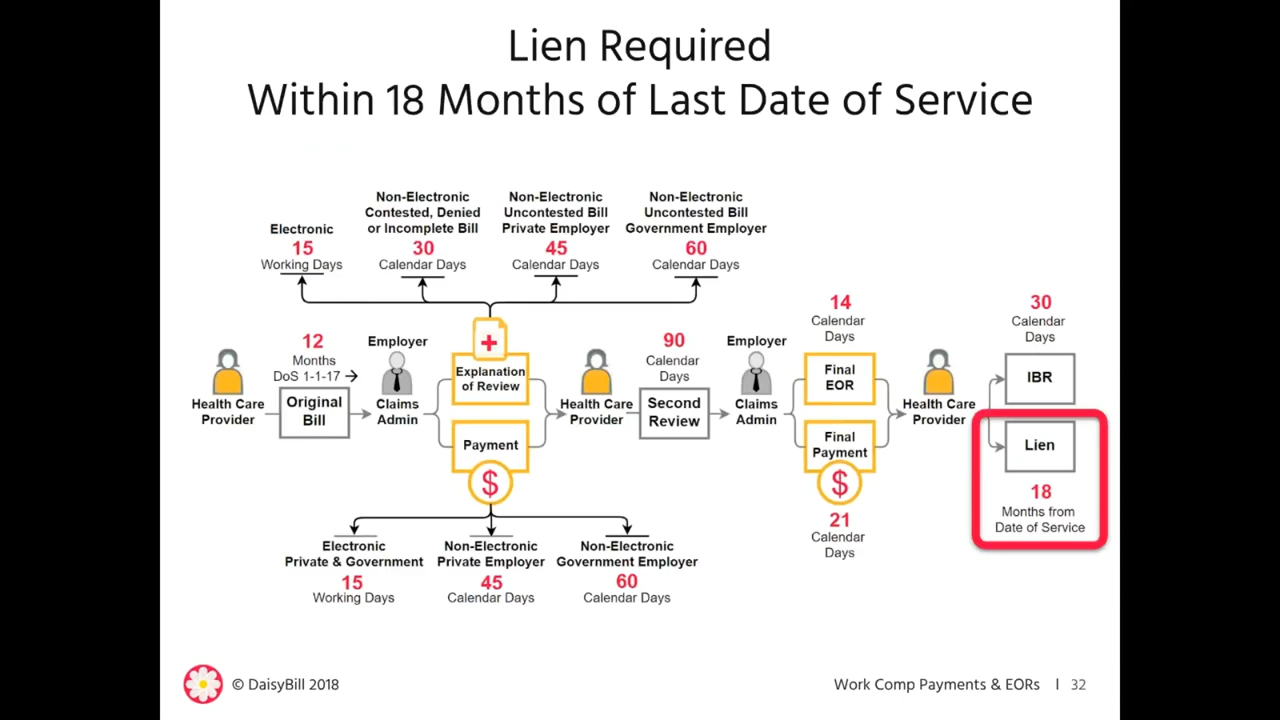 Lien Required
Within 18 Months of Last Date of Service
Electronic
15
Working Days
Non-Electronic
Contested, Denied
or Incomplete Bill
30
Calendar Days
Non-Electronic
Uncontested Bill
Private Employer
45
Calendar Days
Non-Electronic
Uncontested Bill
Government Employer
60
Calendar Days
Health Care
Provider
12
Months
DoS 1-1-17 →
Original
Bill
Employer
Claims
Admin
+
Explanation
of Review
Payment
$
Health Care
Provider
90
Calendar
Days
Second
Review
Employer
Claims
Admin
14
Calendar
Days
Final
EOR
Final
Payment
$
21
Calendar
Days
Health Care
Provider
30
Calendar
Days
IBR
Lien
18
Months from
Date of Service
Electronic
Private & Government
15
Working Days
Non-Electronic
Private Employer
45
Calendar Days
Non-Electronic
Government Employer
60
Calendar Days
© DaisyBill 2018
Work Comp Payments & EORs | 32